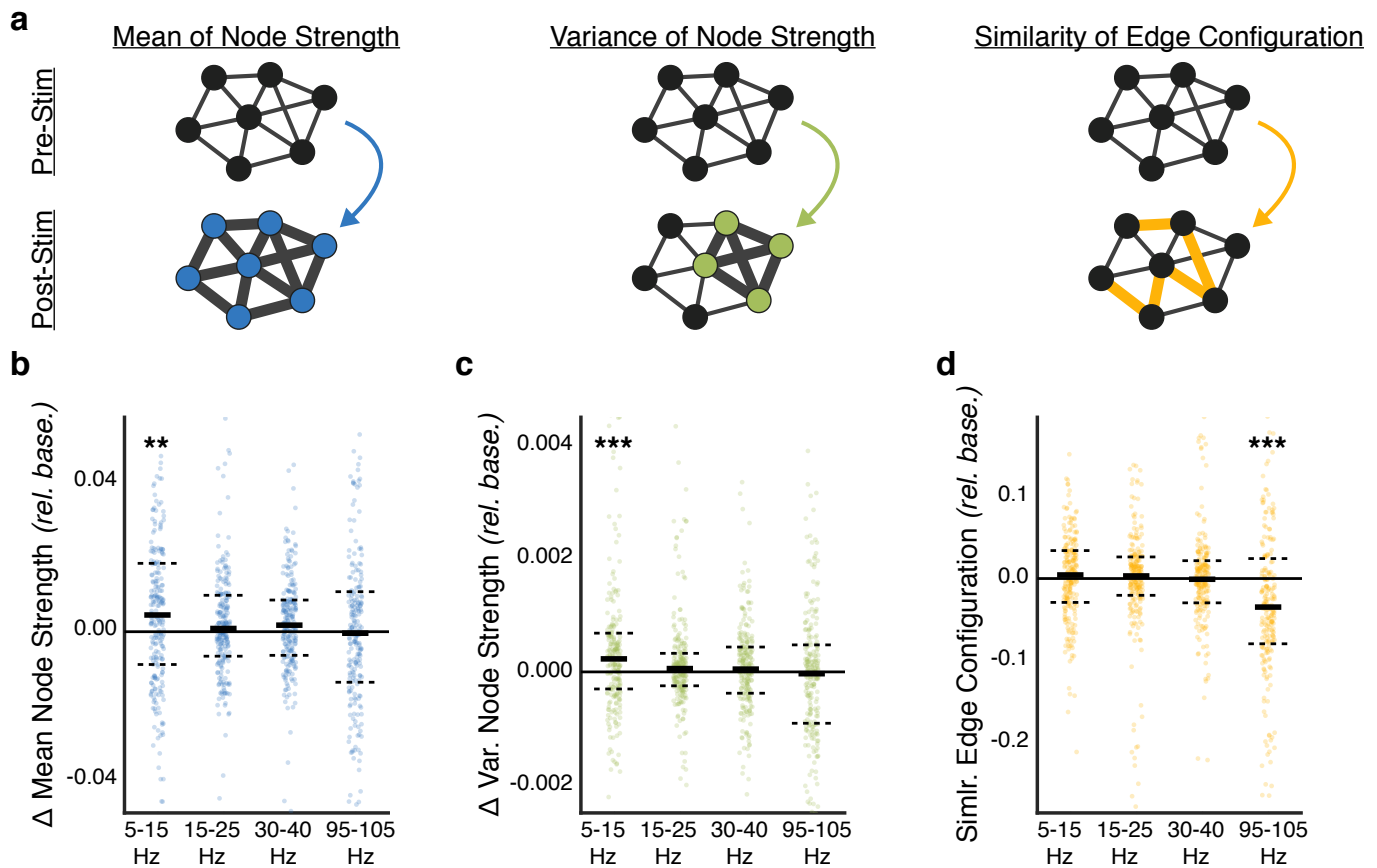 a
Mean of Node Strength
Variance of Node Strength
Similarity of Edge Configuration
Pre-Stim
Post-Stim
b
Δ Mean Node Strength (rel. base.)
**
0.04
0.00
-0.04
5-15 15-25 30-40 95-105
Hz Hz Hz Hz
c
Δ Var. Node Strength (rel. base.)
***
0.004
0.002
0.000
-0.002
5-15 15-25 30-40 95-105
Hz Hz Hz Hz
d
Simlr. Edge Configuration (rel. base.)
***
0.1
0.0
-0.1
-0.2
5-15 15-25 30-40 95-105
Hz Hz Hz Hz